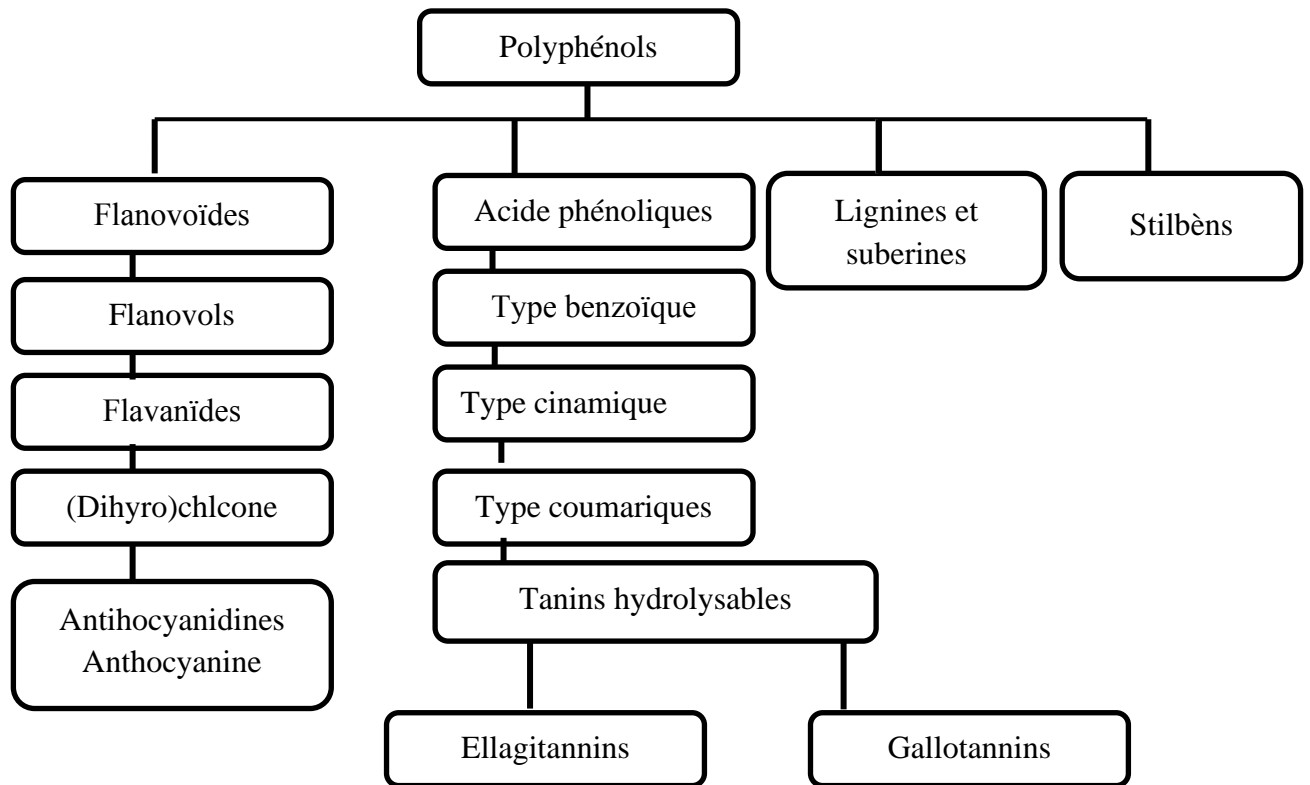 Polyphénols
Flanovoïdes
Flanovols
Flavanïdes
(Dihyro)chlcone
Antihocyanidines
Anthocyanine
Acide phénoliques
Type benzoïque
Type cinamique
Type coumariques
Tanins hydrolysables
Ellagitannins
Gallotannins
Lignines et
suberines
Stilbèns